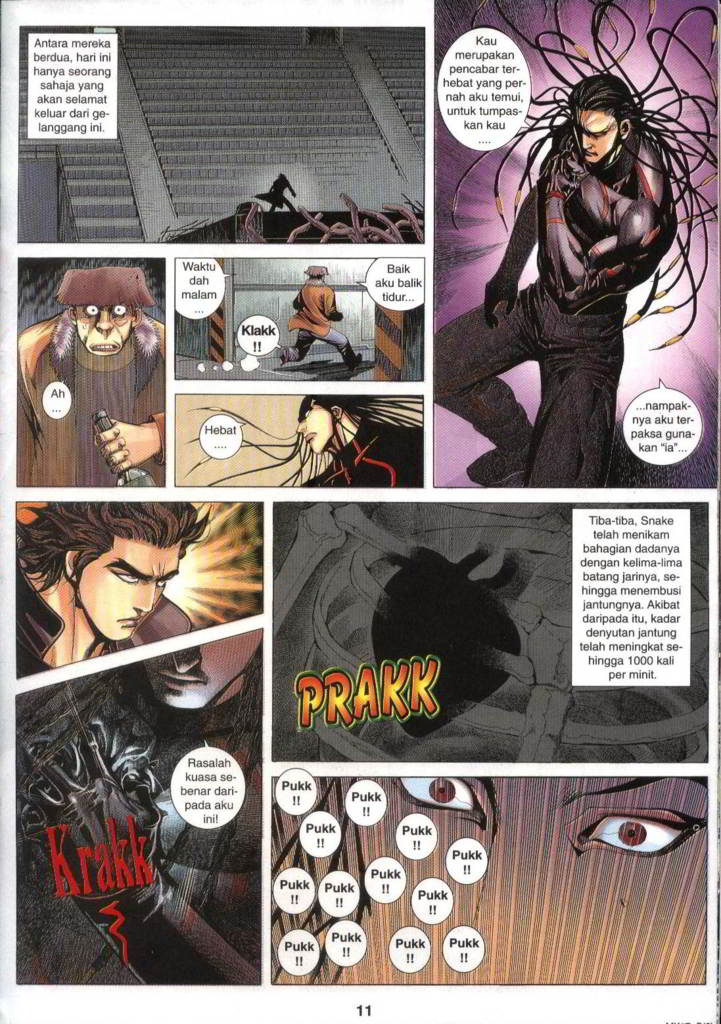 Antara mereka
berdua, hari ini
hanya seorang
sahaja yang
akan selamat
keluar dari ge-
langgang ini.
Kau
merupakan
pencabar ter-
hebat yang per-
nah aku temui,
untuk tumpas-
kan kau
....
...nampak-
nya aku ter-
paksa guna-
kan "ia"...
Ah
...
Waktu
dah
malam
...
Klakk
!!
Baik
aku balik
tidur...
Hebat
....
Tiba-tiba, Snake
telah menikam
bahagian dadanya
dengan kelima-lima
batang jarinya, se-
hingga menembusi
jantungnya. Akibat
daripada itu, kadar
denyutan jantung
telah meningkat se-
hingga 1000 kali
per minit.
PRAKK
Rasalah
kuasa se-
benar dari-
pada aku
ini!
Krakk
Pukk
!!
Pukk
!!
Pukk
!!
Pukk
!!
Pukk
!!
Pukk
!!
Pukk
!!
Pukk
!!
Pukk
!!
Pukk
!!
Pukk
!!
Pukk
!!
Pukk
!!
11